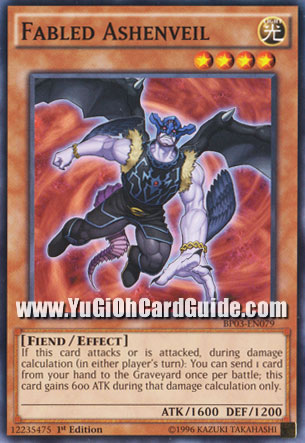 Fabled Ashenveil
光
www.YuGiOhCardGuide.com
BP03-EN079
[Fiend / Effect]
If this card attacks or is attacked, during damage
calculation (in either player's turn): You can send 1 card
from your hand to the Graveyard once per battle; this
card gains 600 ATK during that damage calculation only.
ATK/1600 DEF/1200
12235475 1st Edition ©1996 KAZUKI TAKAHASHI